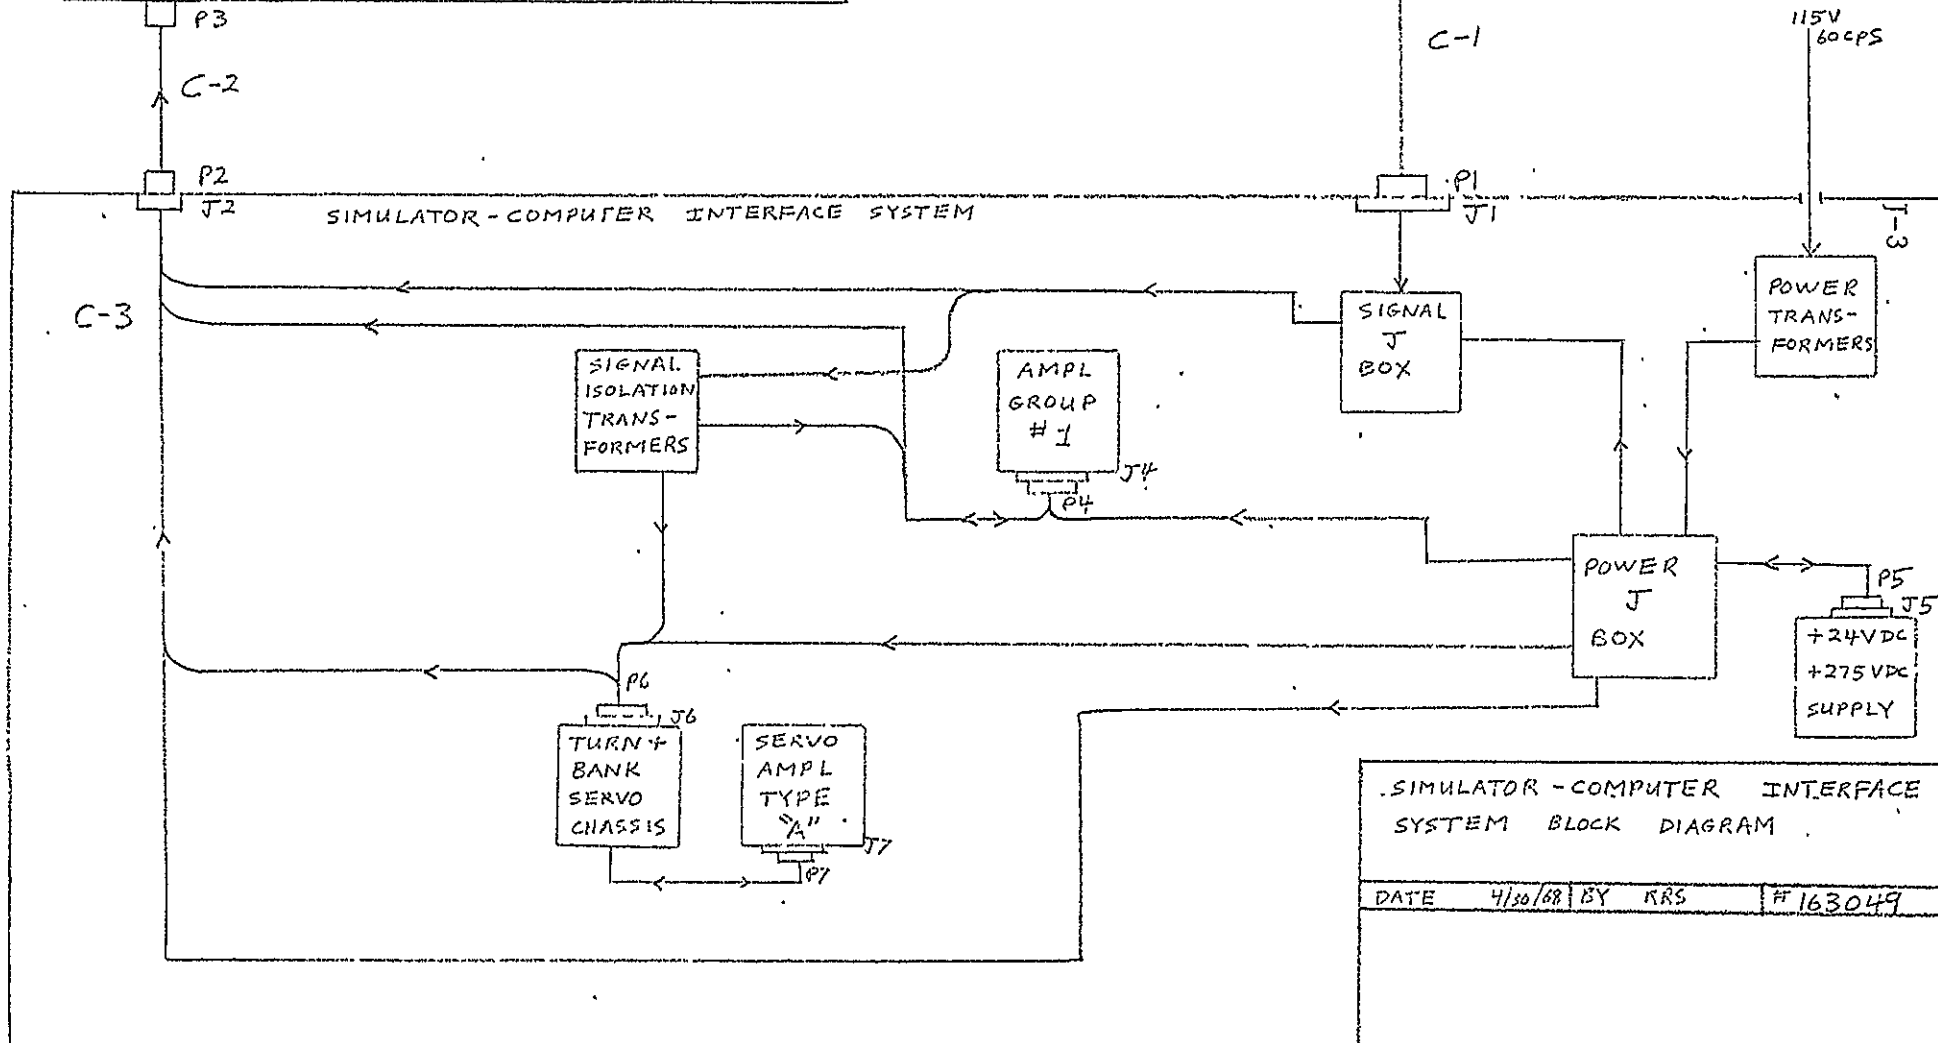 P3
C-2
C-1
115V
60CPS
P2
J2
P1
J1
J-3
SIMULATOR-COMPUTER INTERFACE SYSTEM
C-3
SIGNAL
J
BOX
POWER
TRANS-
FORMERS
SIGNAL
ISOLATION
TRANS-
FORMERS
AMPL
GROUP
#1
J4
P4
POWER
J
BOX
P5
J5
+24VDC
+275VDC
SUPPLY
P6
J6
TURN +
BANK
SERVO
CHASSIS
SERVO
AMPL
TYPE
"A"
J7
P7
SIMULATOR-COMPUTER INTERFACE
SYSTEM BLOCK DIAGRAM
DATE 4/30/68 BY KRS #163049